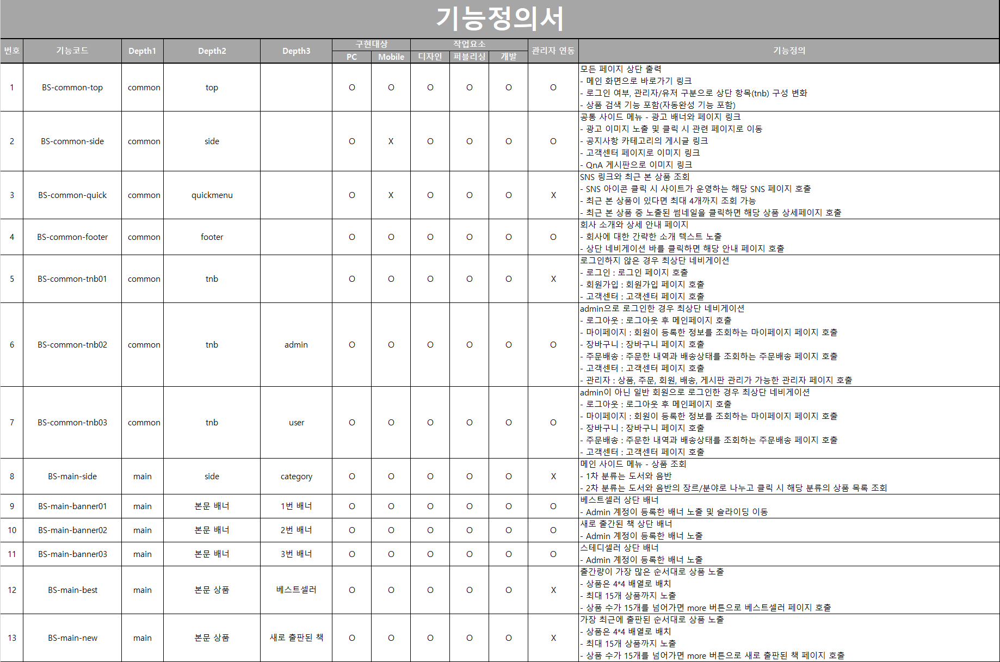 기능정의서
번호 기능코드 Depth1 Depth2 Depth3 구현대상 작업요소 관리자 연동 기능정의
PC Mobile 디자인 퍼블리싱 개발
1 BS-common-top common top O O O O O O
모든 페이지 상단 출력
- 메인 화면으로 바로가기 링크
- 로그인 여부, 관리자/유저 구분으로 상단 항목(tnb) 구성 변화
- 상품 검색 기능 포함(자동완성 기능 포함)
2 BS-common-side common side O X O O O O
공통 사이드 메뉴 - 광고 배너와 페이지 링크
- 광고 이미지 노출 및 클릭 시 관련 페이지로 이동
- 공지사항 카테고리의 게시글 링크
- 고객센터 페이지로 이미지 링크
- QnA 게시판으로 이미지 링크
3 BS-common-quick common quickmenu O X O O O X
SNS 링크와 최근 본 상품 조회
- SNS 아이콘 클릭 시 사이트가 운영하는 해당 SNS 페이지 호출
- 최근 본 상품이 있다면 최대 4개까지 조회 가능
- 최근 본 상품 중 노출된 썸네일을 클릭하면 해당 상품 상세페이지 호출
4 BS-common-footer common footer O O O O O O
회사 소개와 상세 안내 페이지
- 회사에 대한 간략한 소개 텍스트 노출
- 상단 네비게이션 바를 클릭하면 해당 안내 페이지 호출
5 BS-common-tnb01 common tnb O O O O O X
로그인하지 않은 경우 최상단 네비게이션
- 로그인 : 로그인 페이지 호출
- 회원가입 : 회원가입 페이지 호출
- 고객센터 : 고객센터 페이지 호출
6 BS-common-tnb02 common tnb admin O O O O O O
admin으로 로그인한 경우 최상단 네비게이션
- 로그아웃 : 로그아웃 후 메인페이지 호출
- 마이페이지 : 회원이 등록한 정보를 조회하는 마이페이지 페이지 호출
- 장바구니 : 장바구니 페이지 호출
- 주문배송 : 주문한 내역과 배송상태를 조회하는 주문배송 페이지 호출
- 고객센터 : 고객센터 페이지 호출
- 관리자 : 상품, 주문, 회원, 배송, 게시판 관리가 가능한 관리자 페이지 호출
7 BS-common-tnb03 common tnb user O O O O O O
admin이 아닌 일반 회원으로 로그인한 경우 최상단 네비게이션
- 로그아웃 : 로그아웃 후 메인페이지 호출
- 마이페이지 : 회원이 등록한 정보를 조회하는 마이페이지 페이지 호출
- 장바구니 : 장바구니 페이지 호출
- 주문배송 : 주문한 내역과 배송상태를 조회하는 주문배송 페이지 호출
- 고객센터 : 고객센터 페이지 호출
8 BS-main-side main side category O O O O O X
메인 사이드 메뉴 - 상품 조회
- 1차 분류는 도서와 음반
- 2차 분류는 도서와 음반의 장르/분야로 나누고 클릭 시 해당 분류의 상품 목록 조회
9 BS-main-banner01 main 본문 배너 1번 배너 O O O O O O
베스트셀러 상단 배너
- Admin 계정이 등록한 배너 노출 및 슬라이딩 이동
10 BS-main-banner02 main 본문 배너 2번 배너 O O O O O O
새로 출간된 책 상단 배너
- Admin 계정이 등록한 배너 노출
11 BS-main-banner03 main 본문 배너 3번 배너 O O O O O O
스테디셀러 상단 배너
- Admin 계정이 등록한 배너 노출
12 BS-main-best main 본문 상품 베스트셀러 O O O O O X
출간량이 가장 많은 순서대로 상품 노출
- 상품은 4*4 배열로 배치
- 최대 15개 상품까지 노출
- 상품 수가 15개를 넘어가면 more 버튼으로 베스트셀러 페이지 호출
13 BS-main-new main 본문 상품 새로 출판된 책 O O O O O X
가장 최근에 출판된 순서대로 상품 노출
- 상품은 4*4 배열로 배치
- 최대 15개 상품까지 노출
- 상품 수가 15개를 넘어가면 more 버튼으로 새로 출판된 책 페이지 호출